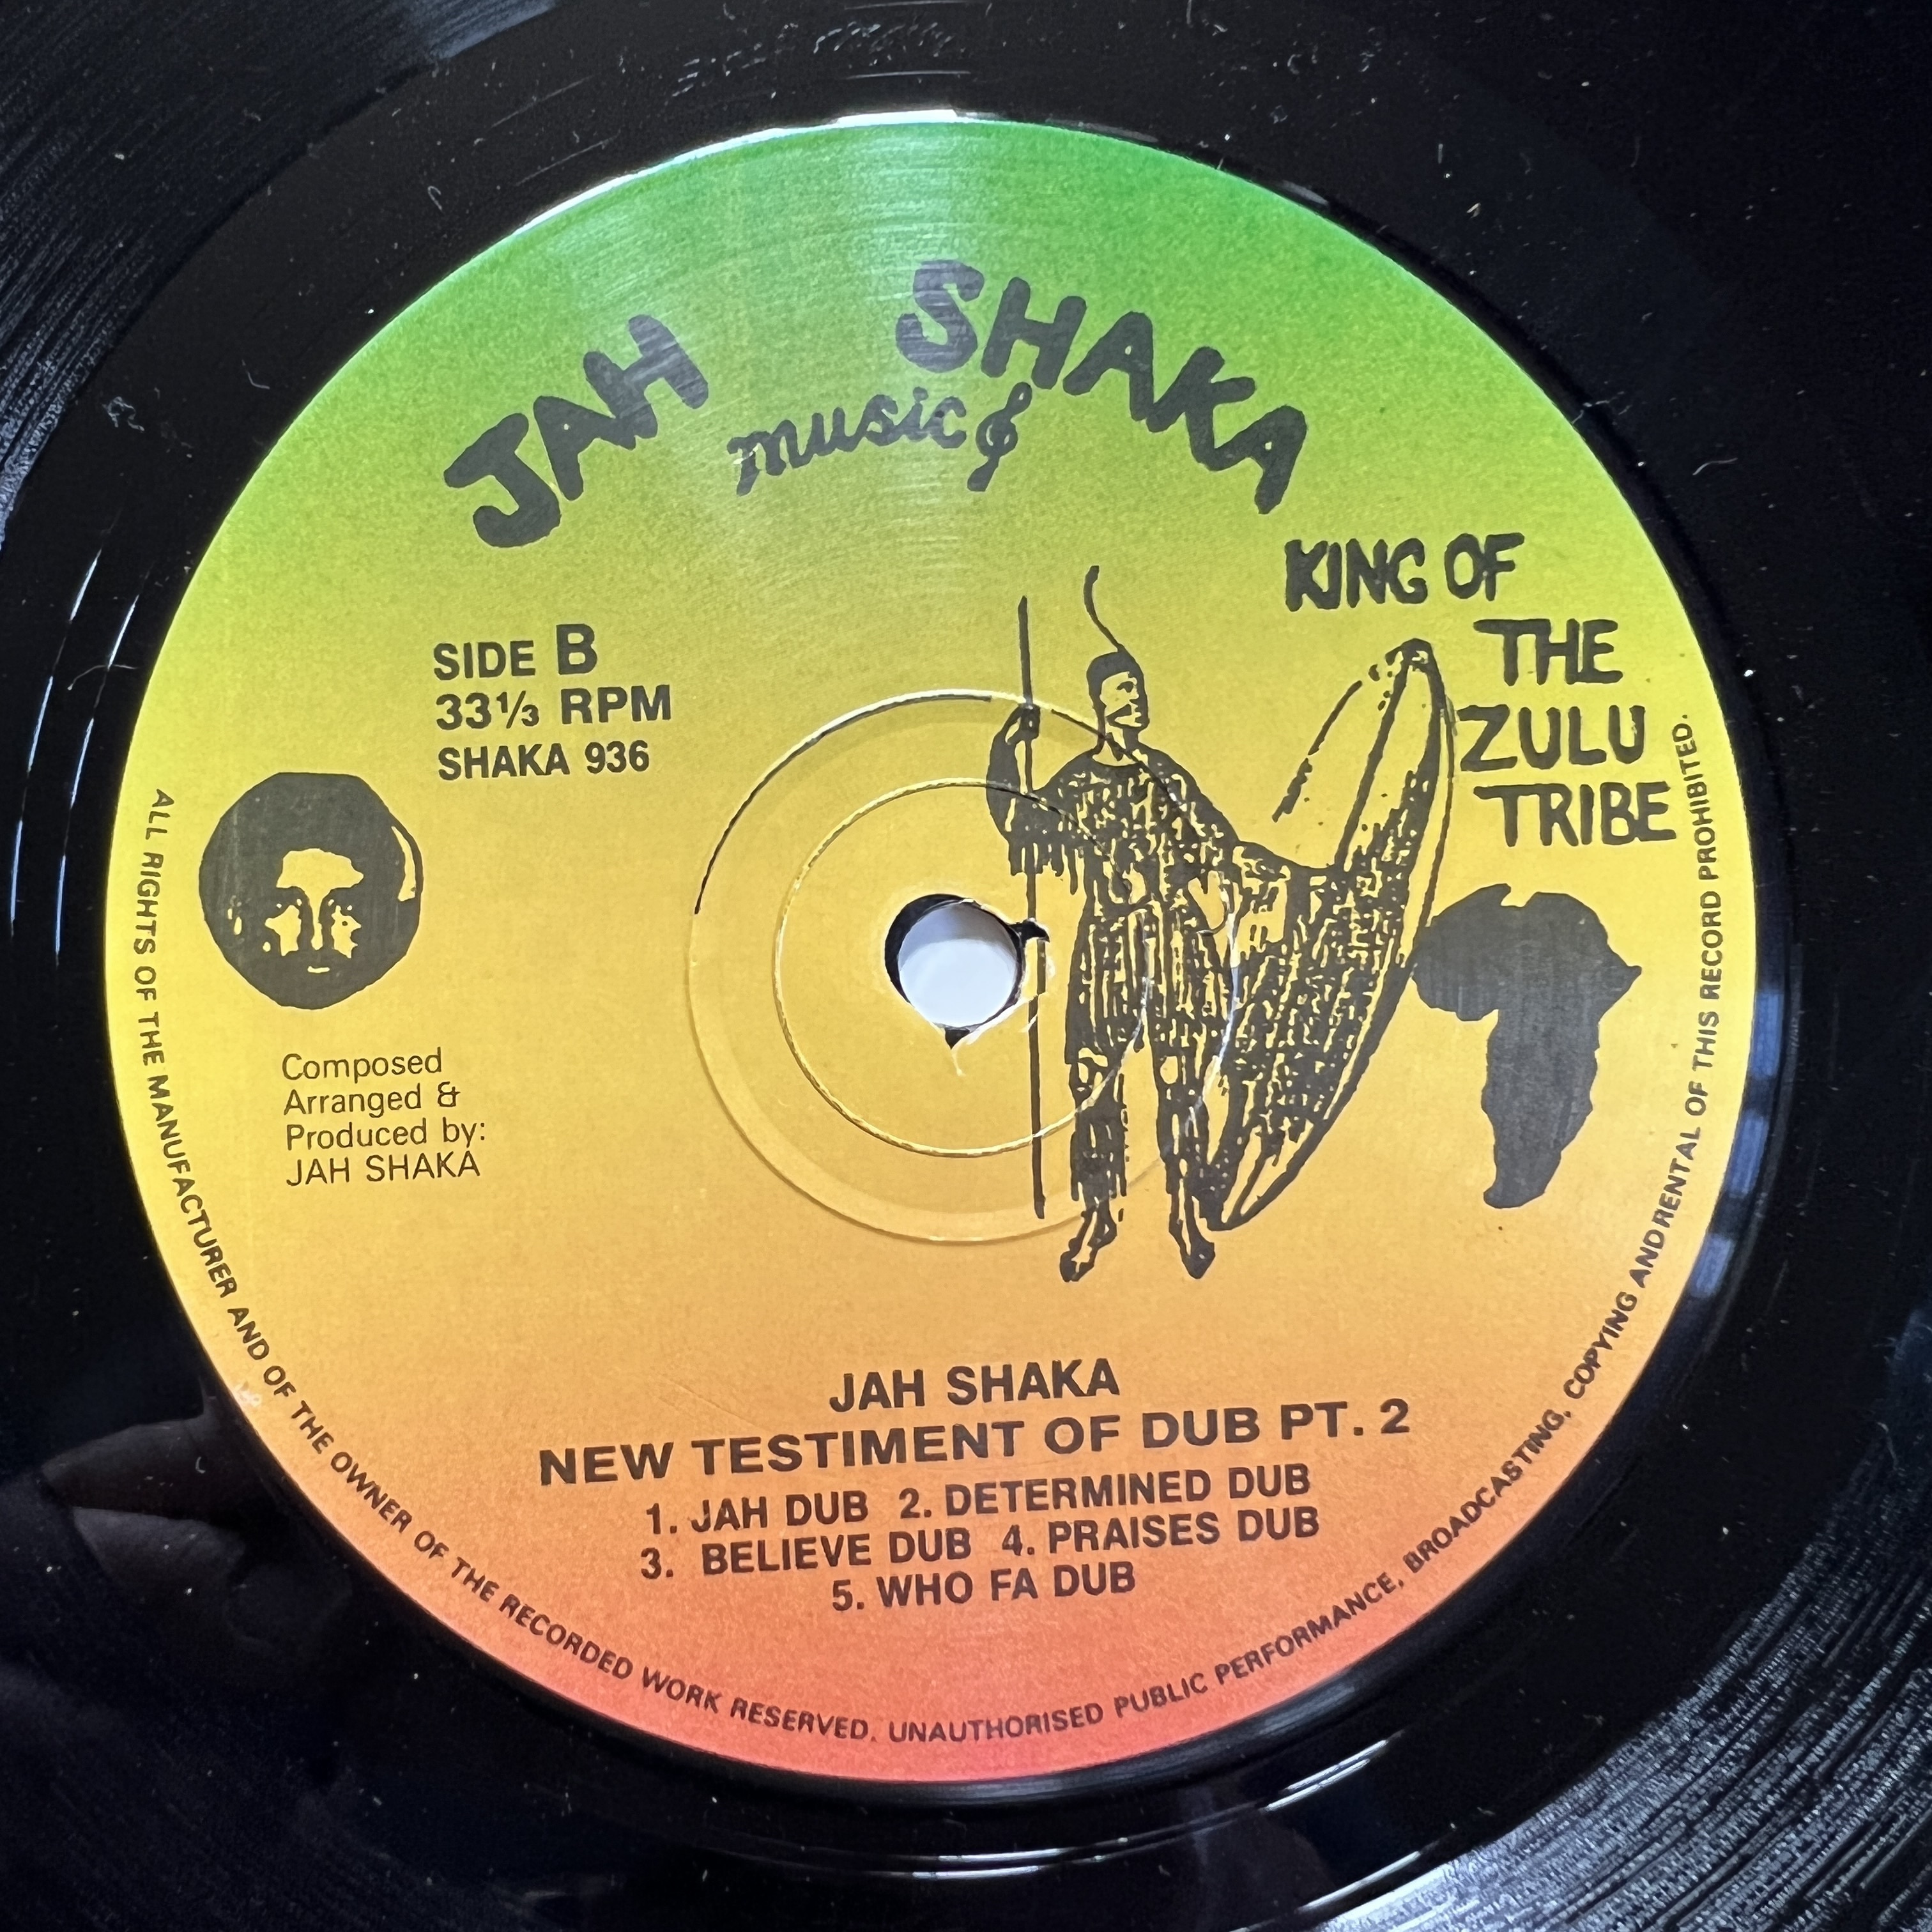 JAH SHAKA
music
KING OF
THE
ZULU
TRIBE
SIDE B
33⅓ RPM
SHAKA 936
Composed
Arranged &
Produced by:
JAH SHAKA
JAH SHAKA
NEW TESTIMENT OF DUB PT. 2
1. JAH DUB 2. DETERMINED DUB
3. BELIEVE DUB 4. PRAISES DUB
5. WHO FA DUB
ALL RIGHTS OF THE MANUFACTURER AND OF THE OWNER OF THE RECORDED WORK RESERVED. UNAUTHORISED PUBLIC PERFORMANCE, BROADCASTING, COPYING AND RENTAL OF THIS RECORD PROHIBITED.